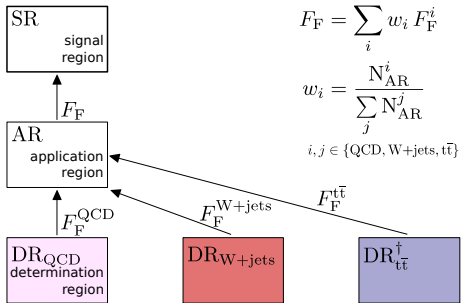 SR
signal
region
F_F = ∑_i w_i F_F^i
w_i = N_AR^i / ∑_j N_AR^j
i, j ∈ {QCD, W+jets, tt̅}
F_F
AR
application
region
F_F^QCD
F_F^W+jets
F_F^tt̅
DR_QCD
determination
region
DR_W+jets
DR_tt̅^†